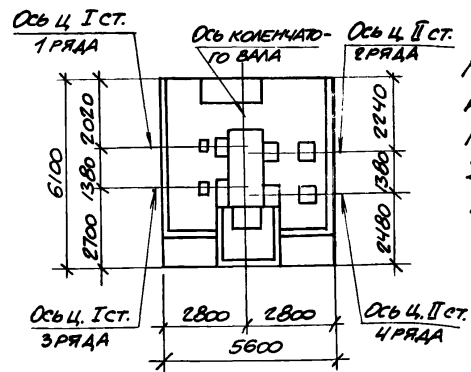 Ось ц. I ст.
1 ряда
Ось коленчато-
го вала
Ось ц. II ст.
2 ряда
2020
1380
2700
6100
2240
1380
2480
Ось ц. I ст.
3 ряда
2800
2800
5600
Ось ц. II ст.
4 ряда